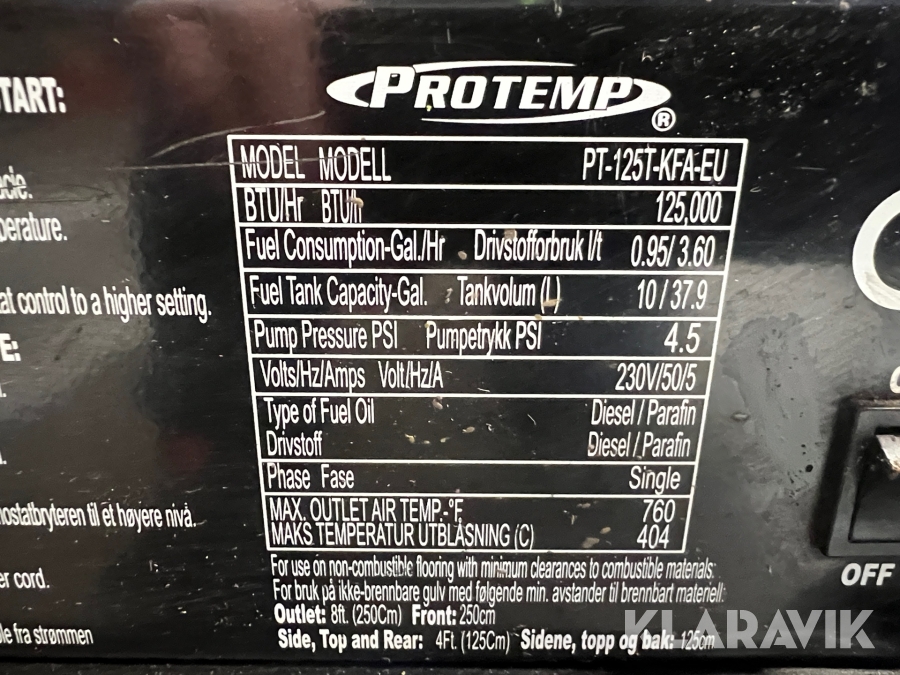 START:
perature.
at control to a higher setting.
E:
mostatbryteren til et høyere nivå.
er cord.
ble fra strømmen
PROTEMP
®
MODEL MODELL PT-125T-KFA-EU
BTU/Hr BTU/h 125,000
Fuel Consumption-Gal./Hr Drivstofforbruk l/t 0.95/3.60
Fuel Tank Capacity-Gal. Tankvolum (L) 10/37.9
Pump Pressure PSI Pumpetrykk PSI 4.5
Volts/Hz/Amps Volt/Hz/A 230V/50/5
Type of Fuel Oil Diesel / Parafin
Drivstoff Diesel / Parafin
Phase Fase Single
MAX. OUTLET AIR TEMP.-°F. 760
MAKS TEMPERATUR UTBLÅSNING (C) 404
For use on non-combustible flooring with minimum clearances to combustible materials:
For bruk på ikke-brennbare gulv med følgende min. avstander til brennbart materiell:
Outlet: 8ft. (250Cm) Front: 250cm
Side, Top and Rear: 4Ft. (125Cm) Sidene, topp og bak: 125cm
OFF
KLARAVIK